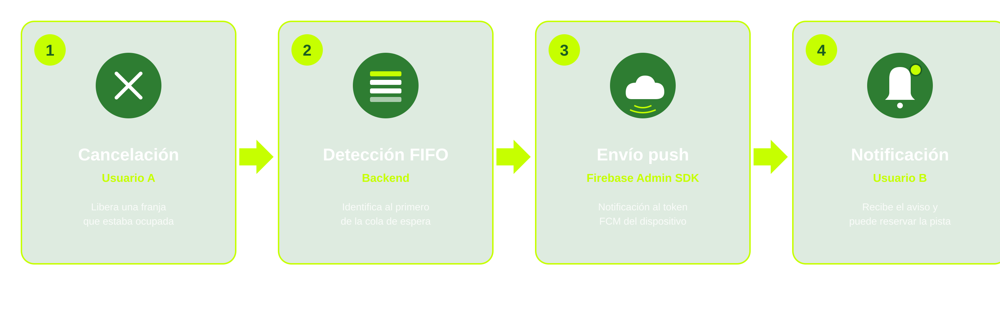 1
Cancelación
Usuario A
Libera una franja
que estaba ocupada
2
Detección FIFO
Backend
Identifica al primero
de la cola de espera
3
Envío push
Firebase Admin SDK
Notificación al token
FCM del dispositivo
4
Notificación
Usuario B
Recibe el aviso y
puede reservar la pista